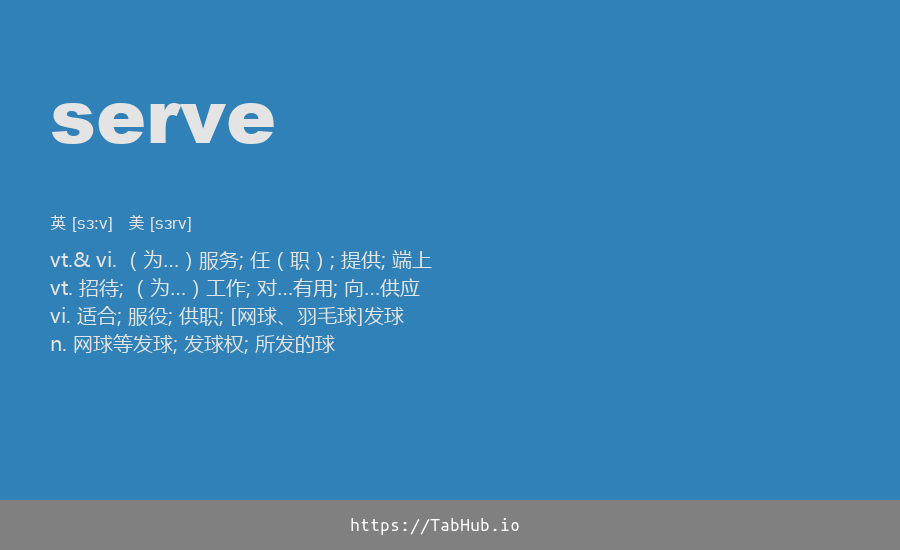 serve
英 [sɜːv] 美 [sɜrv]
vt.& vi. （为…）服务; 任（职）; 提供; 端上
vt. 招待; （为…）工作; 对…有用; 向…供应
vi. 适合; 服役; 供职; [网球、羽毛球]发球
n. 网球等发球; 发球权; 所发的球
https://TabHub.io